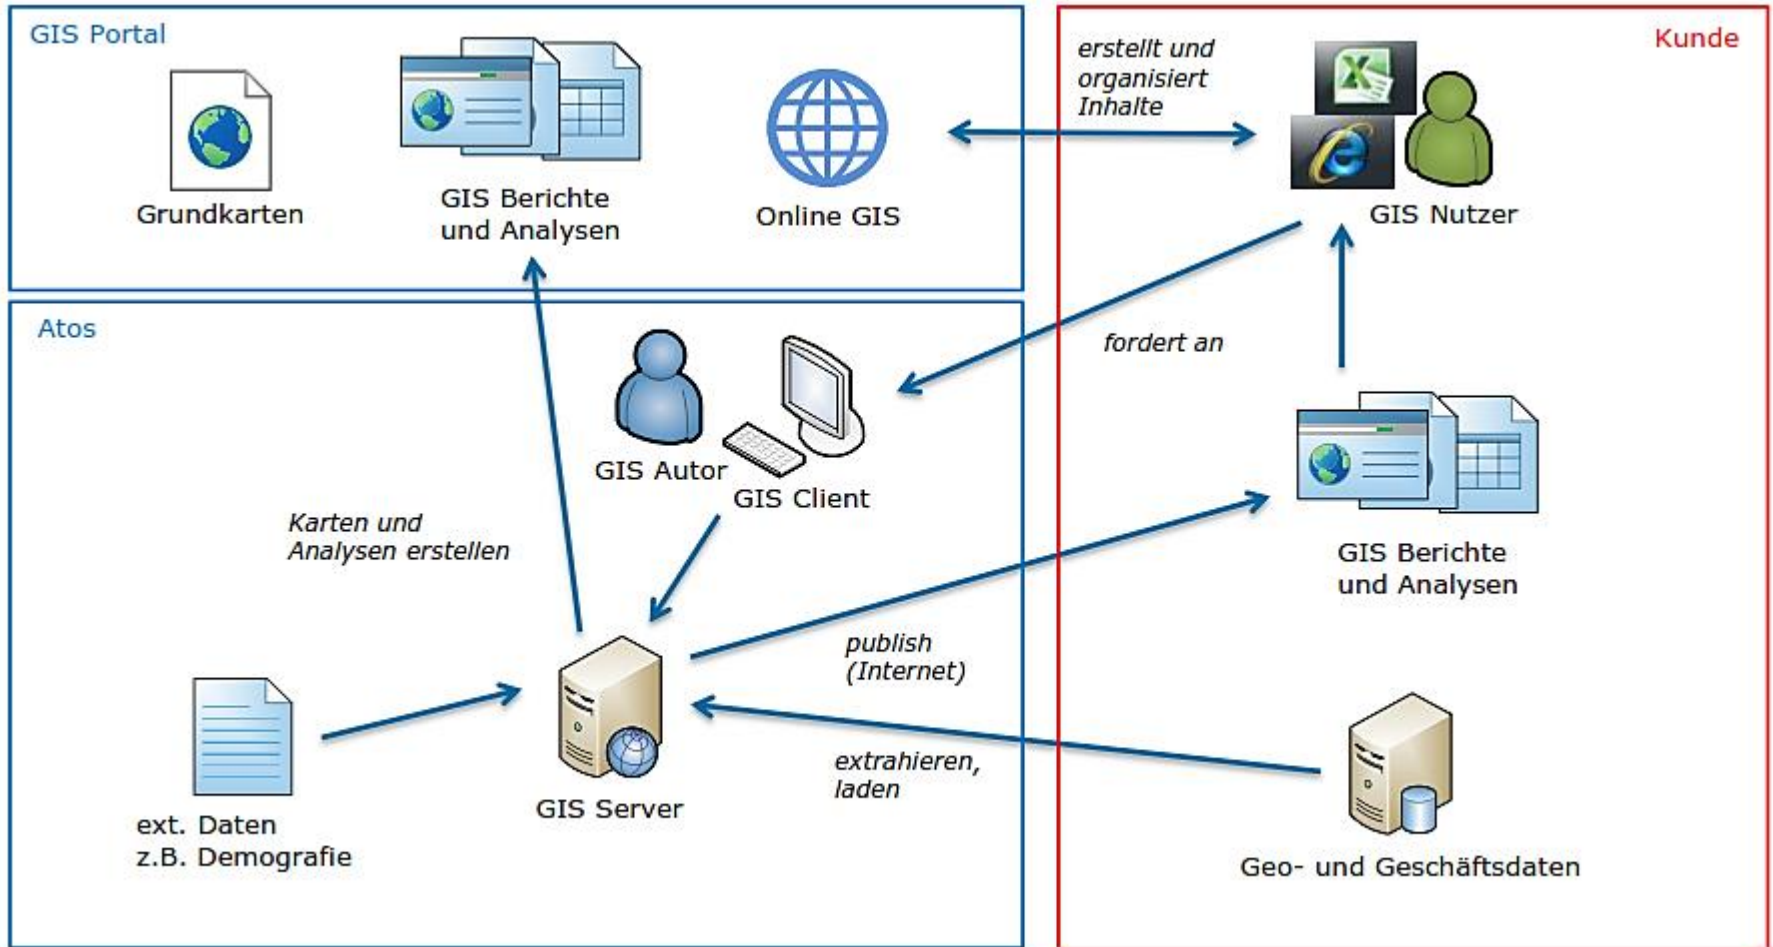 GIS Portal
Grundkarten
GIS Berichte
und Analysen
Online GIS
erstellt und
organisiert
Inhalte
Kunde
GIS Nutzer
Atos
GIS Autor
GIS Client
fordert an
Karten und
Analysen erstellen
GIS Berichte
und Analysen
publish
(Internet)
extrahieren,
laden
GIS Server
ext. Daten
z.B. Demografie
Geo- und Geschäftsdaten